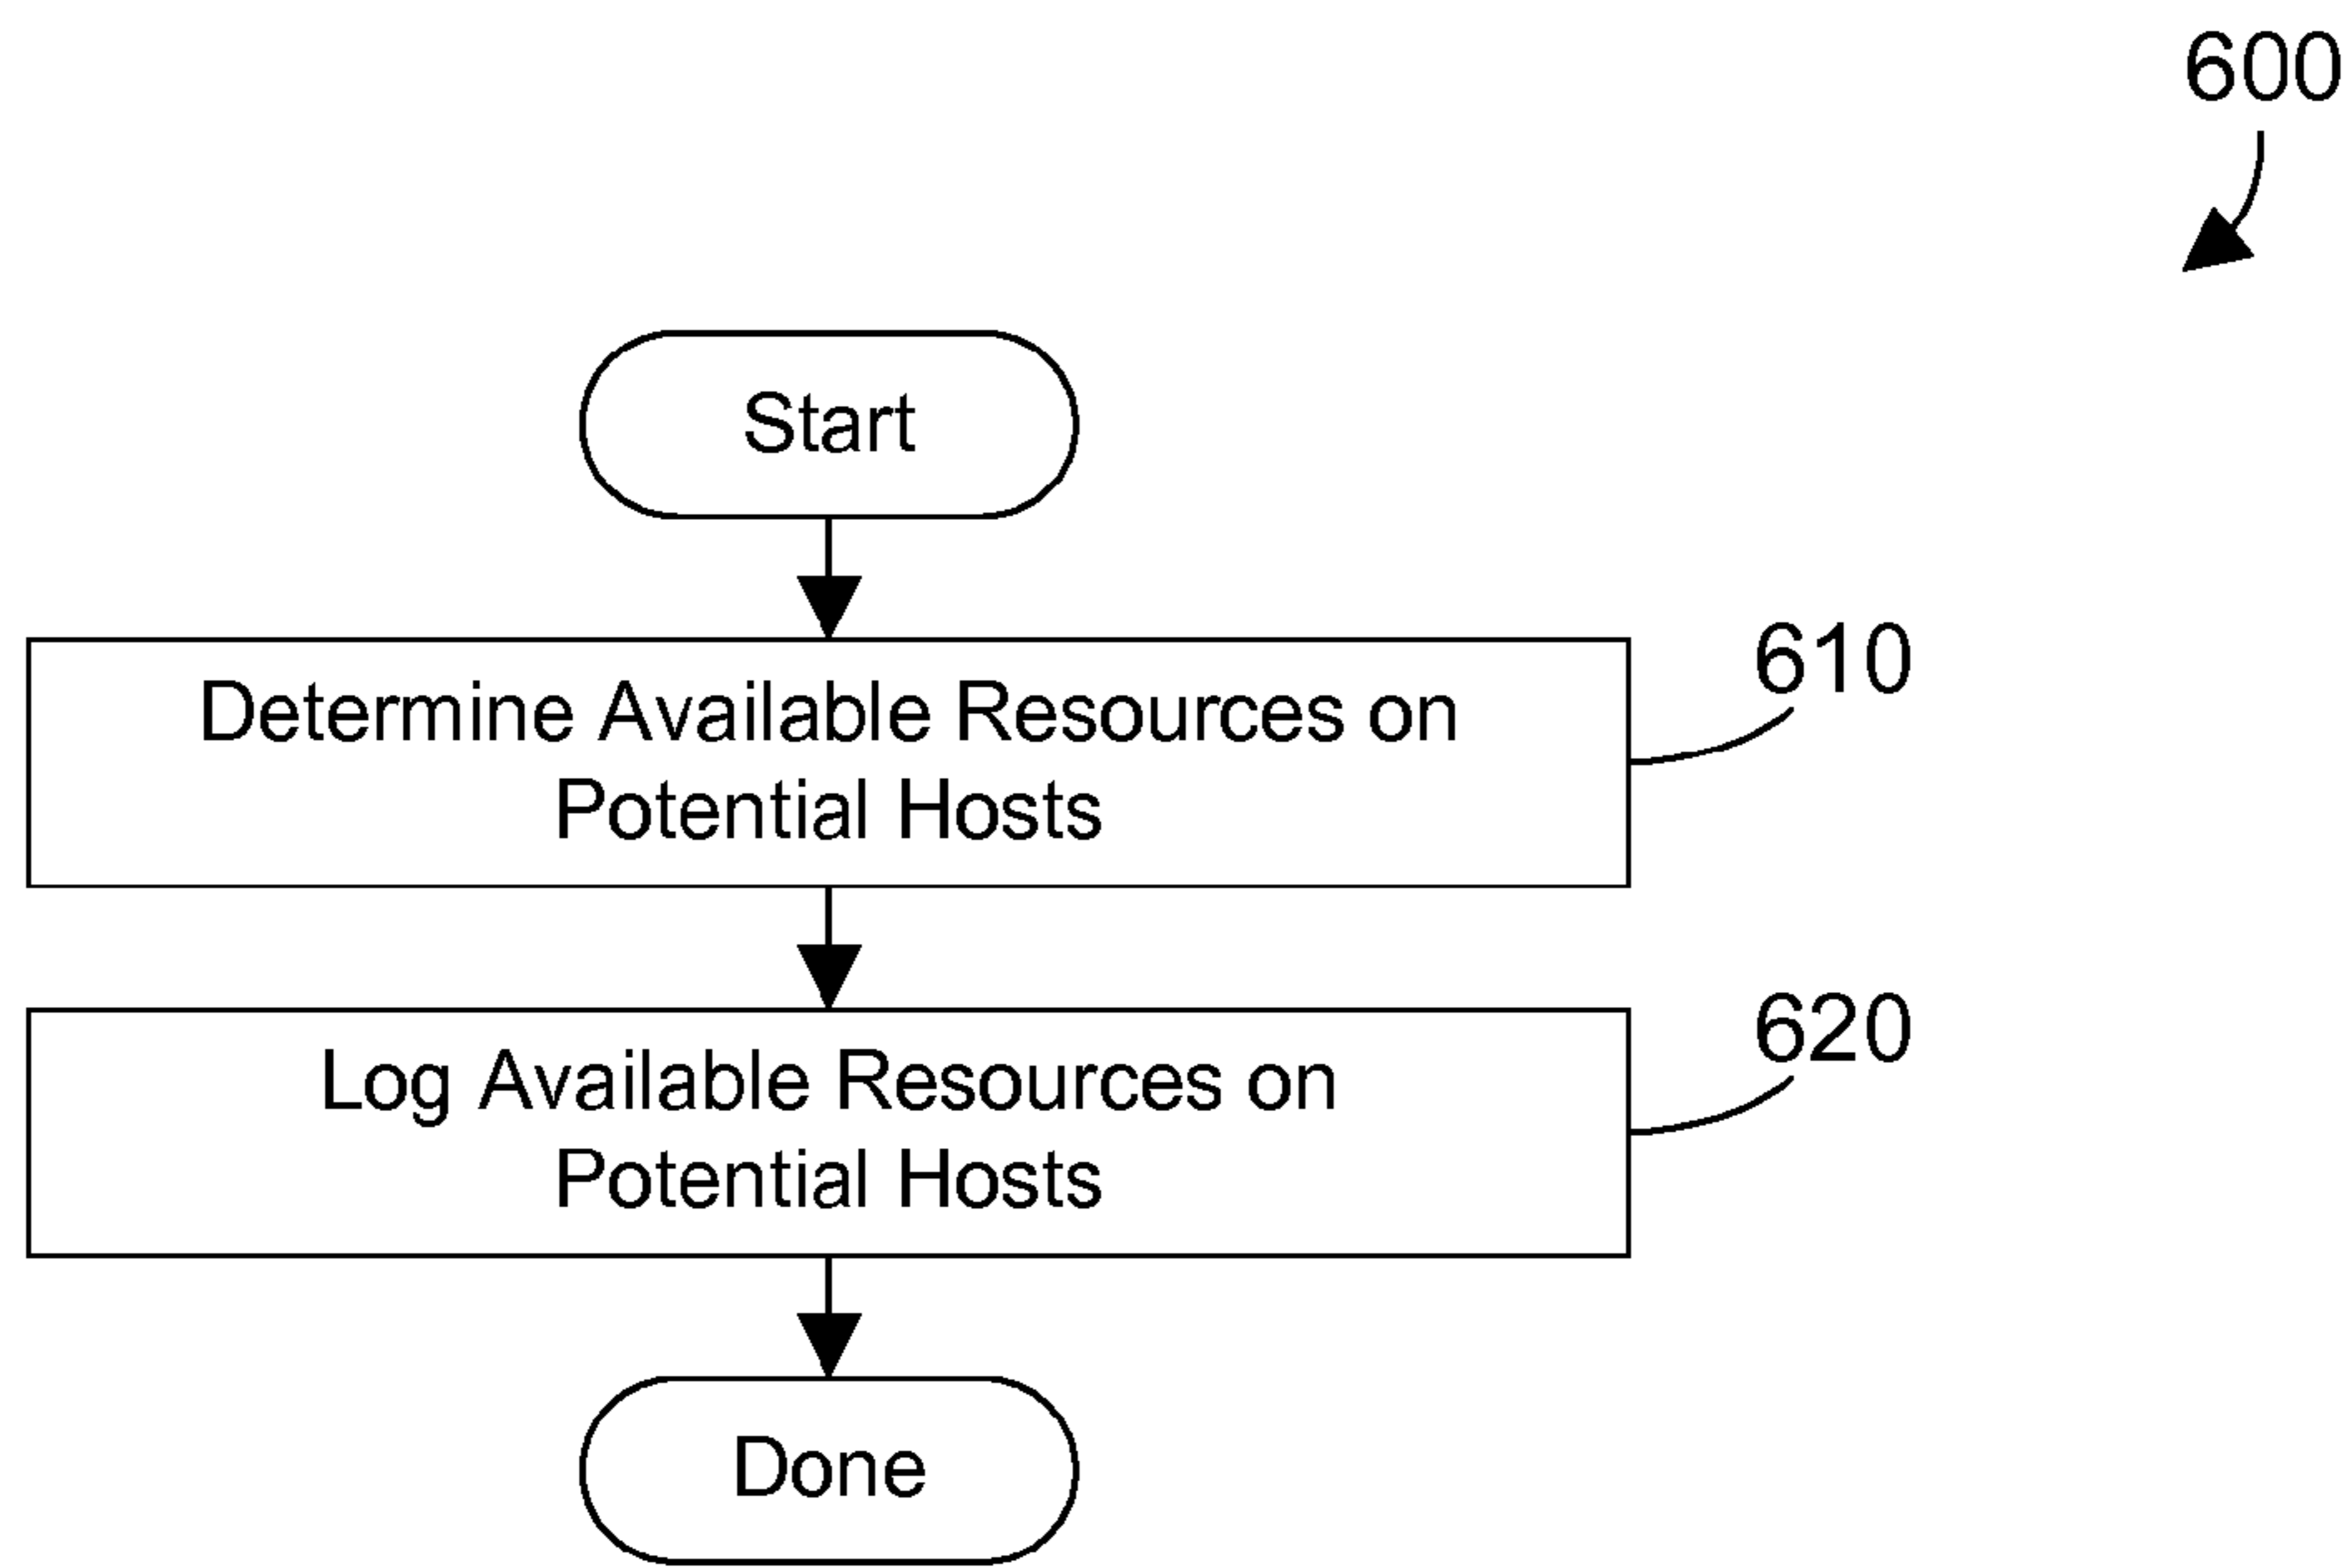 600
Start
Determine Available Resources on
Potential Hosts
610
Log Available Resources on
Potential Hosts
620
Done